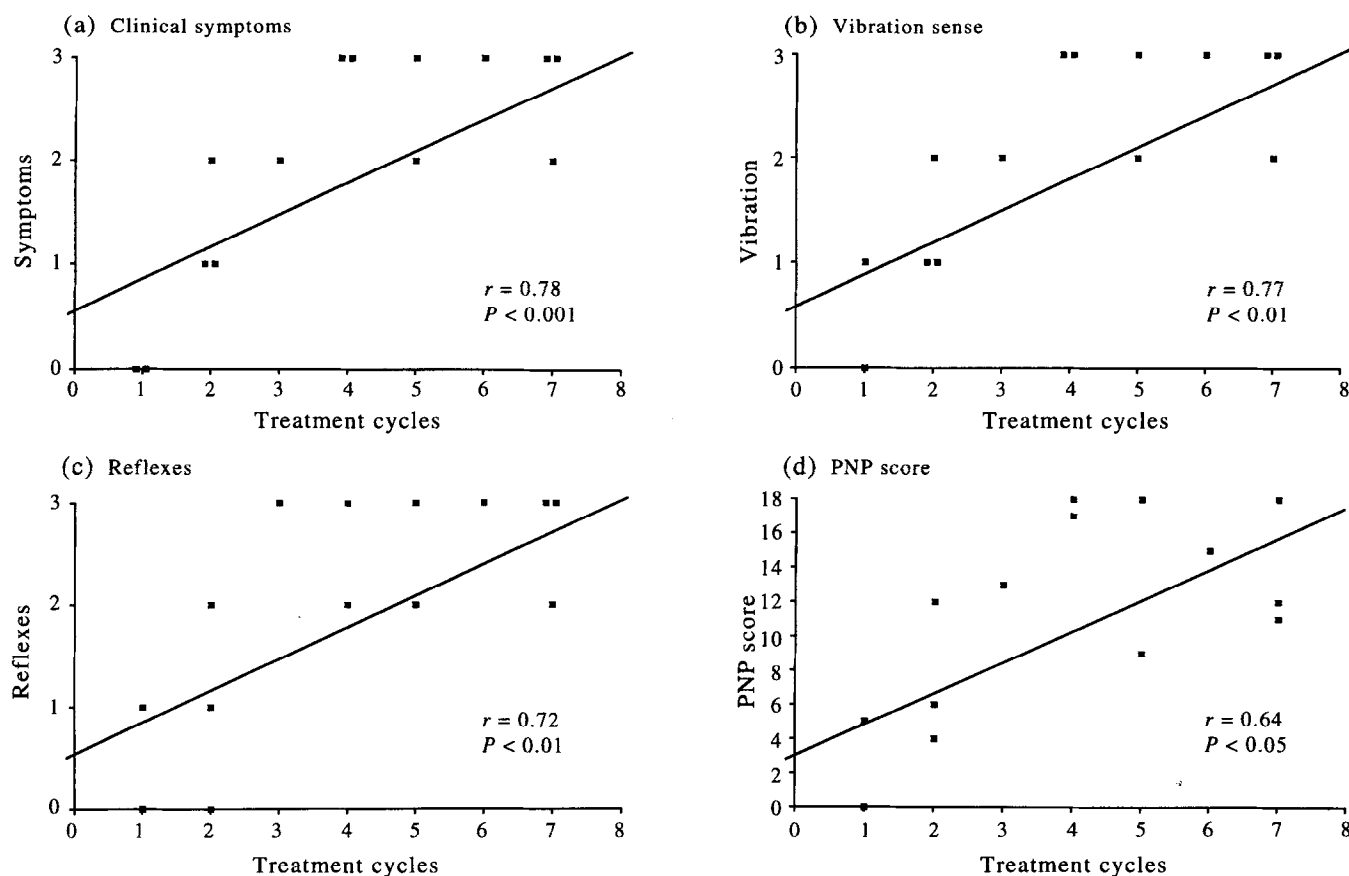 (a) Clinical symptoms
3
2
1
0
Symptoms
r = 0.78
P < 0.001
0 1 2 3 4 5 6 7 8
Treatment cycles
(b) Vibration sense
3
2
1
0
Vibration
r = 0.77
P < 0.01
0 1 2 3 4 5 6 7 8
Treatment cycles
(c) Reflexes
3
2
1
0
Reflexes
r = 0.72
P < 0.01
0 1 2 3 4 5 6 7 8
Treatment cycles
(d) PNP score
18
16
14
12
10
8
6
4
2
0
PNP score
r = 0.64
P < 0.05
0 1 2 3 4 5 6 7 8
Treatment cycles